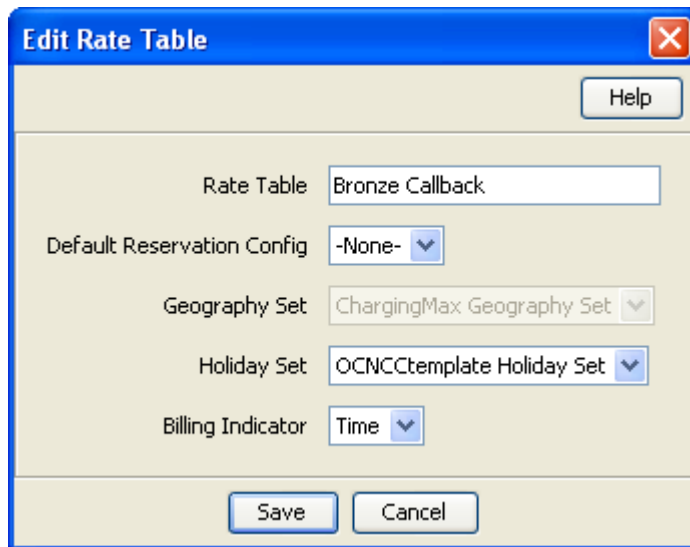 Edit Rate Table
Help
Rate Table Bronze Callback
Default Reservation Config -None-
Geography Set ChargingMax Geography Set
Holiday Set OCNCCtemplate Holiday Set
Billing Indicator Time
Save Cancel